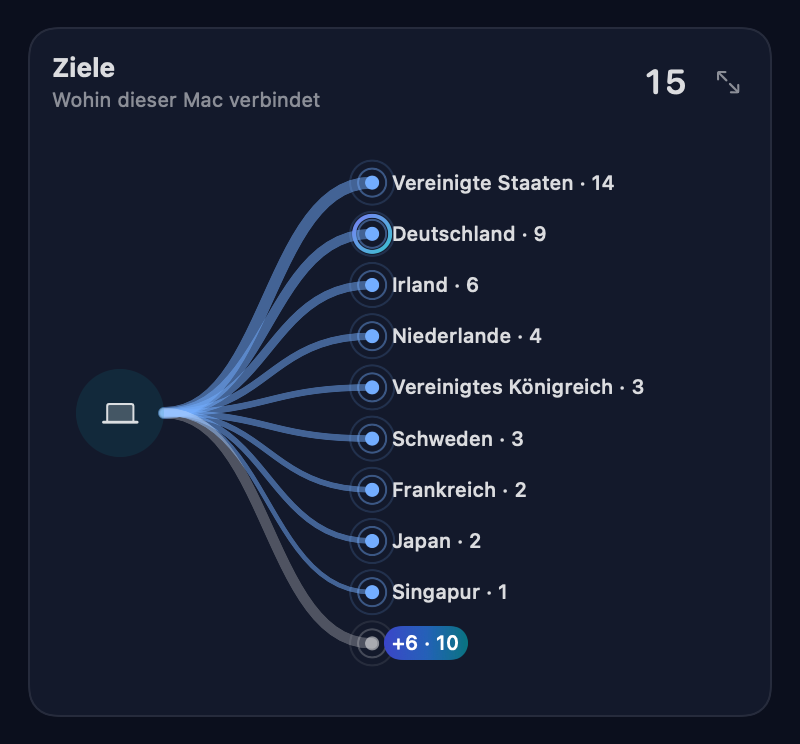 Ziele
Wohin dieser Mac verbindet
15
Vereinigte Staaten · 14
Deutschland · 9
Irland · 6
Niederlande · 4
Vereinigtes Königreich · 3
Schweden · 3
Frankreich · 2
Japan · 2
Singapur · 1
+6 · 10